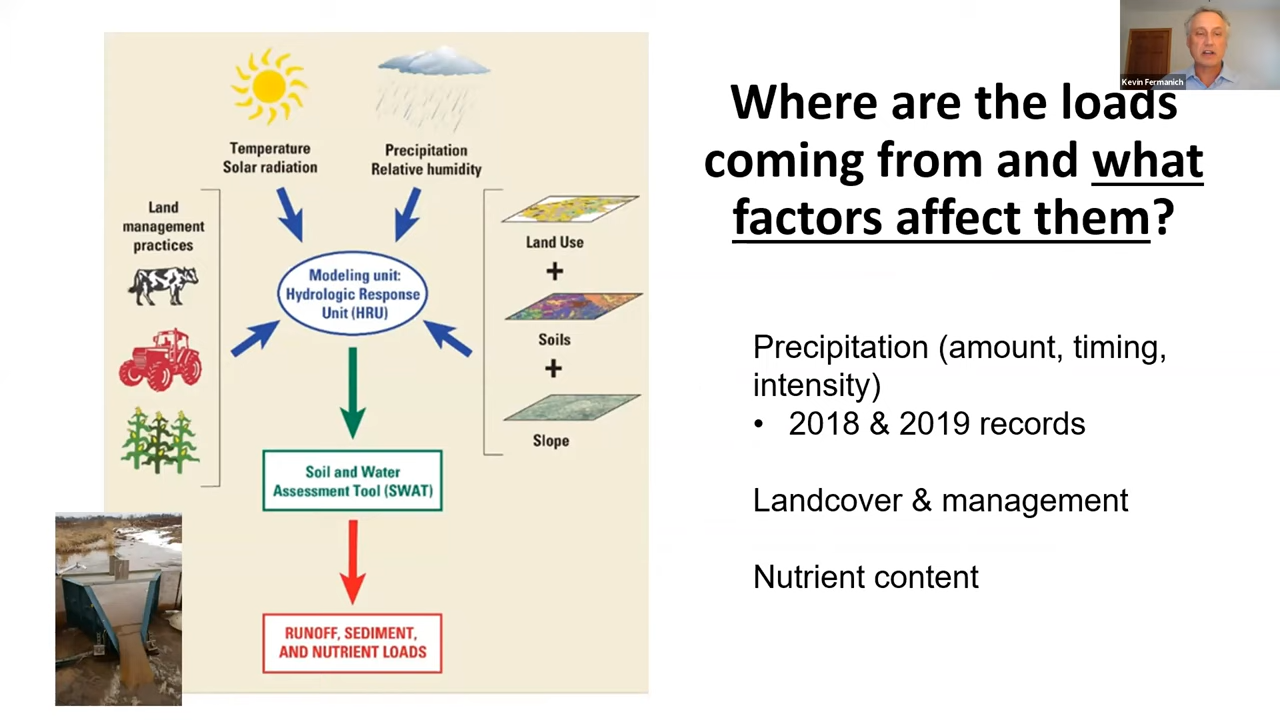 Kevin Fermanich
Where are the loads
coming from and what
factors affect them?
Temperature
Solar radiation
Precipitation
Relative humidity
Land
management
practices
Modeling unit:
Hydrologic Response
Unit (HRU)
Land Use
+
Soils
+
Slope
Soil and Water
Assessment Tool (SWAT)
RUNOFF, SEDIMENT,
AND NUTRIENT LOADS
Precipitation (amount, timing,
intensity)
• 2018 & 2019 records
Landcover & management
Nutrient content